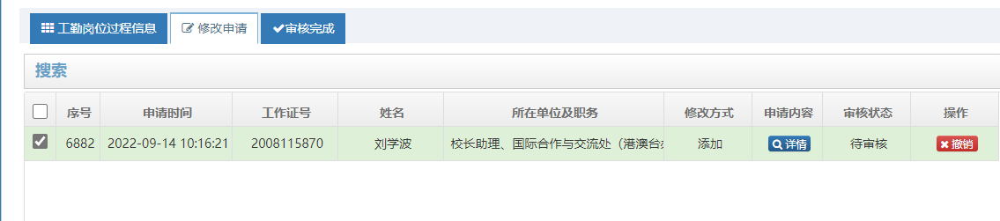 工勤岗位过程信息 修改申请 审核完成
搜索
序号 申请时间 工作证号 姓名 所在单位及职务 修改方式 申请内容 审核状态 操作
6882 2022-09-14 10:16:21 2008115870 刘学波 校长助理、国际合作与交流处（港澳台 添加 详情 待审核 撤销